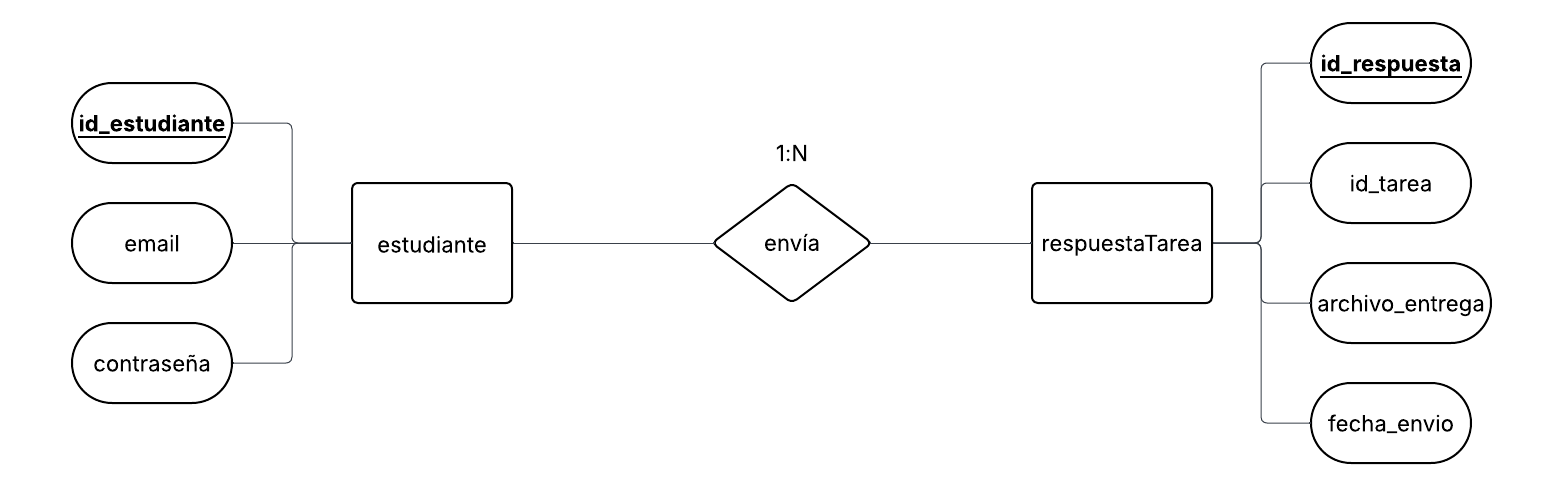 id_estudiante
email
contraseña
estudiante
1:N
envía
respuestaTarea
id_respuesta
id_tarea
archivo_entrega
fecha_envio